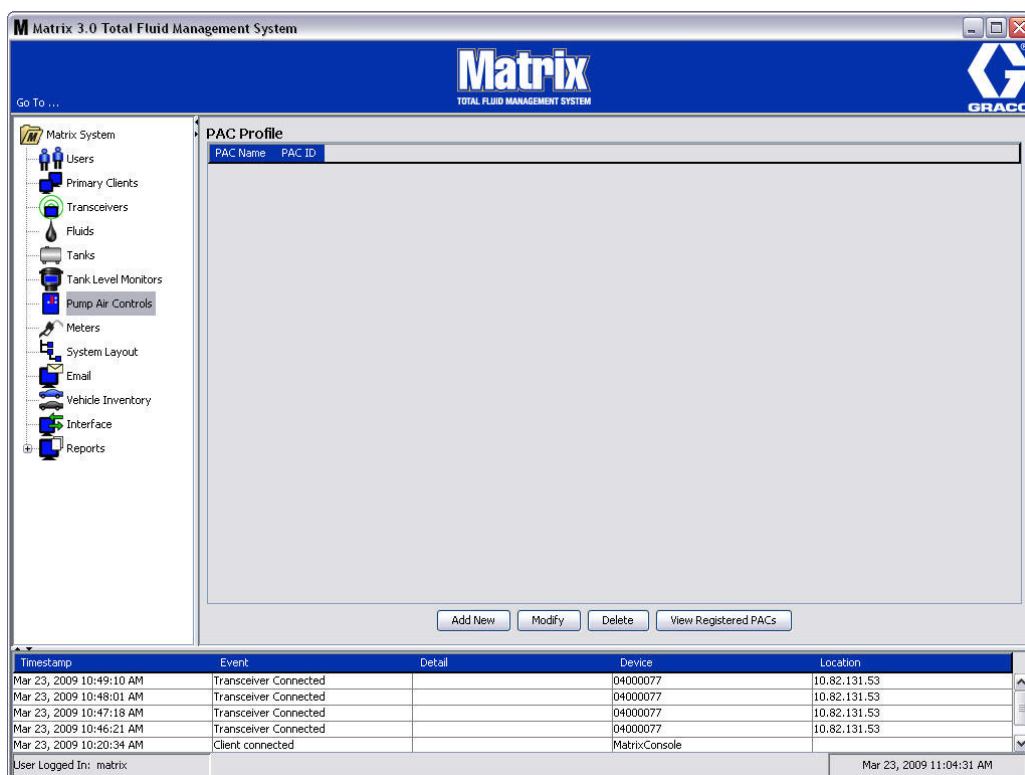 M Matrix 3.0 Total Fluid Management System
Matrix
TOTAL FLUID MANAGEMENT SYSTEM
Go To ...
GRACO
Matrix System
Users
Primary Clients
Transceivers
Fluids
Tanks
Tank Level Monitors
Pump Air Controls
Meters
System Layout
Email
Vehicle Inventory
Interface
Reports
PAC Profile
PAC Name PAC ID
Add New Modify Delete View Registered PACs
Timestamp Event Detail Device Location
Mar 23, 2009 10:49:10 AM Transceiver Connected 04000077 10.82.131.53
Mar 23, 2009 10:48:01 AM Transceiver Connected 04000077 10.82.131.53
Mar 23, 2009 10:47:18 AM Transceiver Connected 04000077 10.82.131.53
Mar 23, 2009 10:46:21 AM Transceiver Connected 04000077 10.82.131.53
Mar 23, 2009 10:20:34 AM Client connected MatrixConsole
User Logged In: matrix Mar 23, 2009 11:04:31 AM